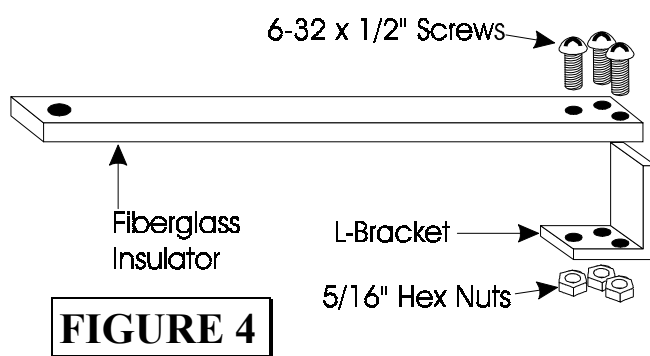 6-32 x 1/2" Screws
Fiberglass
Insulator
L-Bracket
5/16" Hex Nuts
FIGURE 4